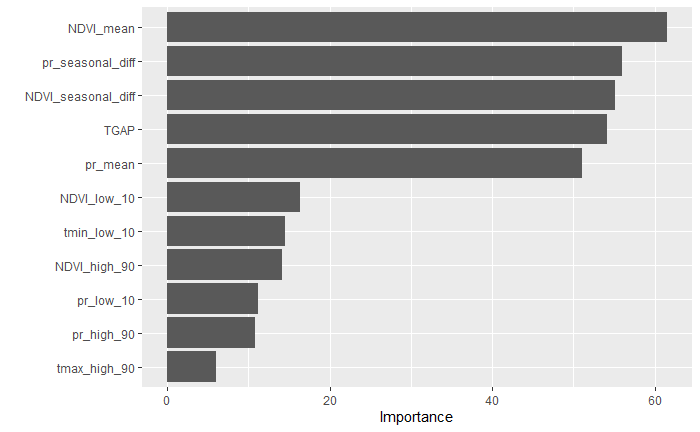 NDVI_mean
pr_seasonal_diff
NDVI_seasonal_diff
TGAP
pr_mean
NDVI_low_10
tmin_low_10
NDVI_high_90
pr_low_10
pr_high_90
tmax_high_90
0 20 40 60
Importance